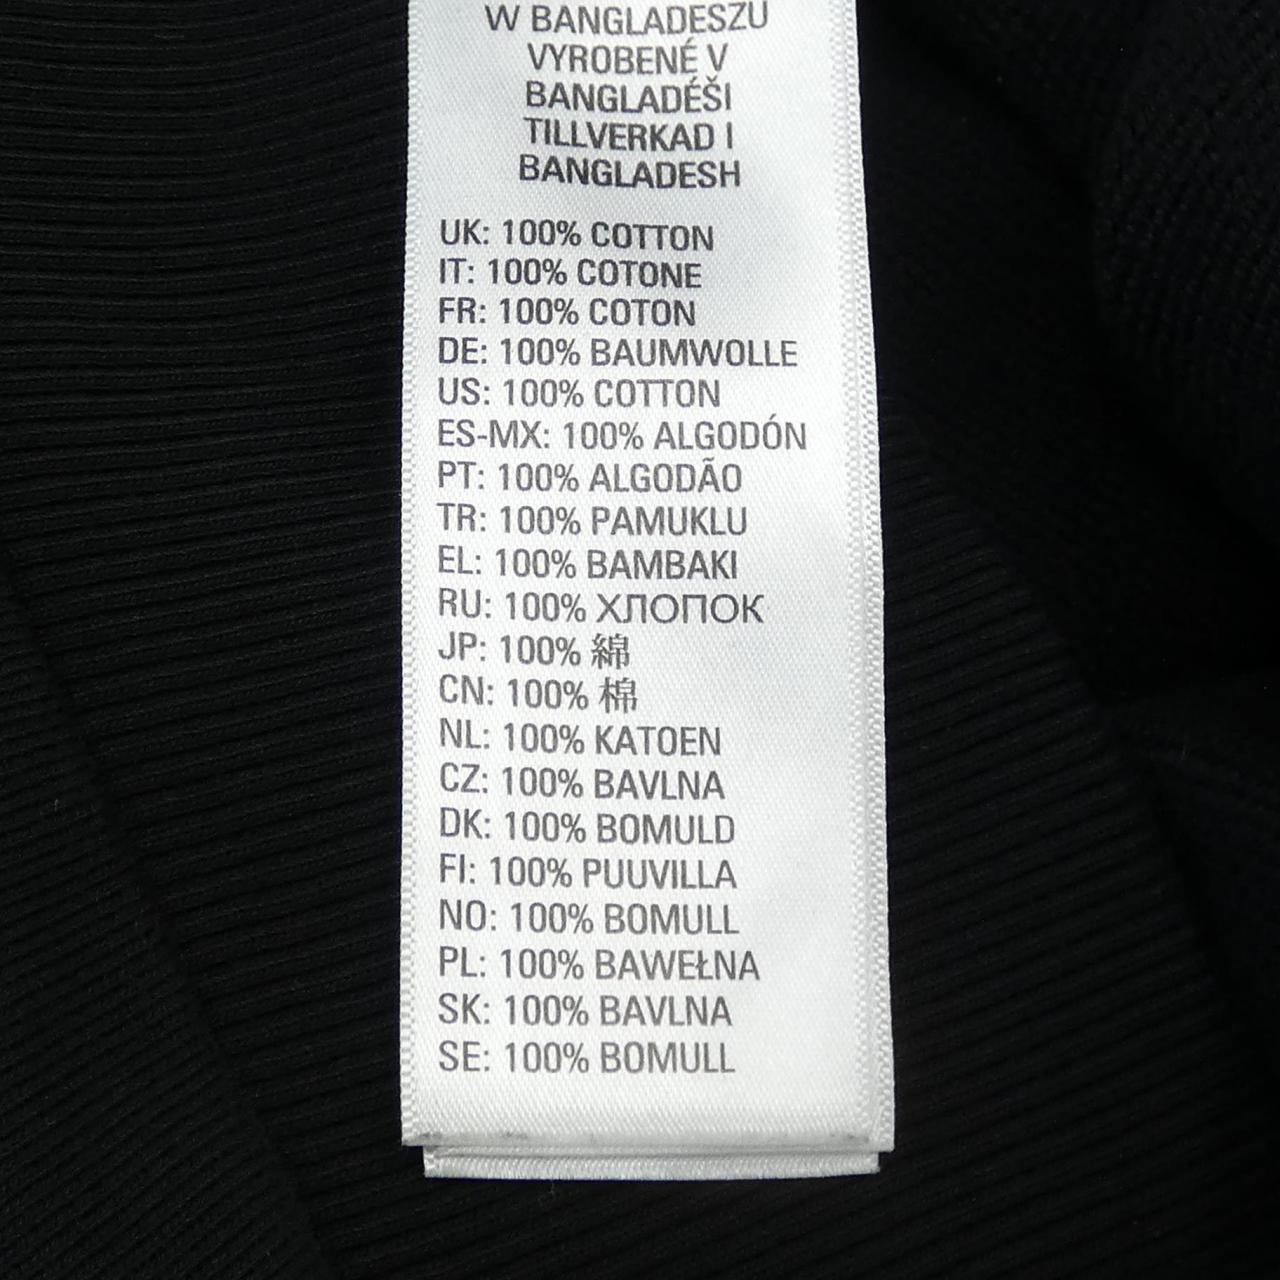 W BANGLADESZU
VYROBENÉ V
BANGLADÉŠI
TILLVERKAD I
BANGLADESH
UK: 100% COTTON
IT: 100% COTONE
FR: 100% COTON
DE: 100% BAUMWOLLE
US: 100% COTTON
ES-MX: 100% ALGODÓN
PT: 100% ALGODÃO
TR: 100% PAMUKLU
EL: 100% BAMBAKI
RU: 100% ХЛОПОК
JP: 100% 綿
CN: 100% 棉
NL: 100% KATOEN
CZ: 100% BAVLNA
DK: 100% BOMULD
FI: 100% PUUVILLA
NO: 100% BOMULL
PL: 100% BAWEŁNA
SK: 100% BAVLNA
SE: 100% BOMULL